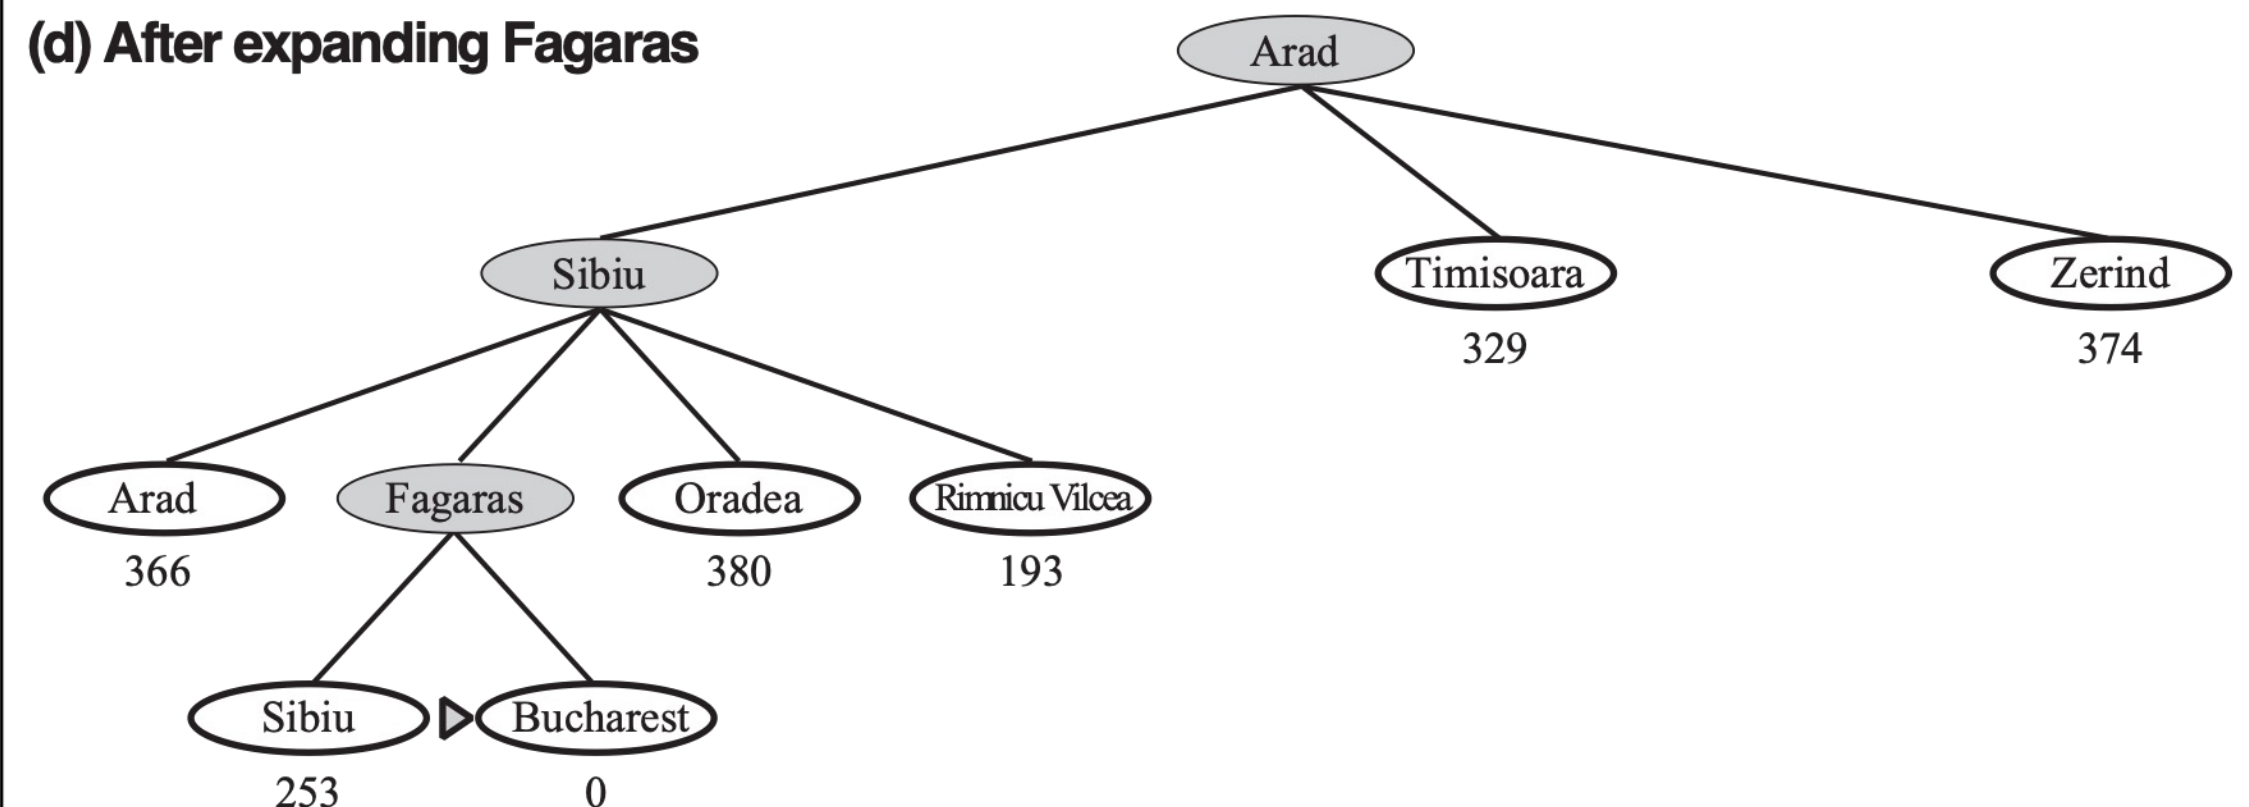 (d) After expanding Fagaras
Arad
Sibiu Timisoara Zerind
329 374
Arad Fagaras Oradea Rimnicu Vilcea
366 380 193
Sibiu Bucharest
253 0